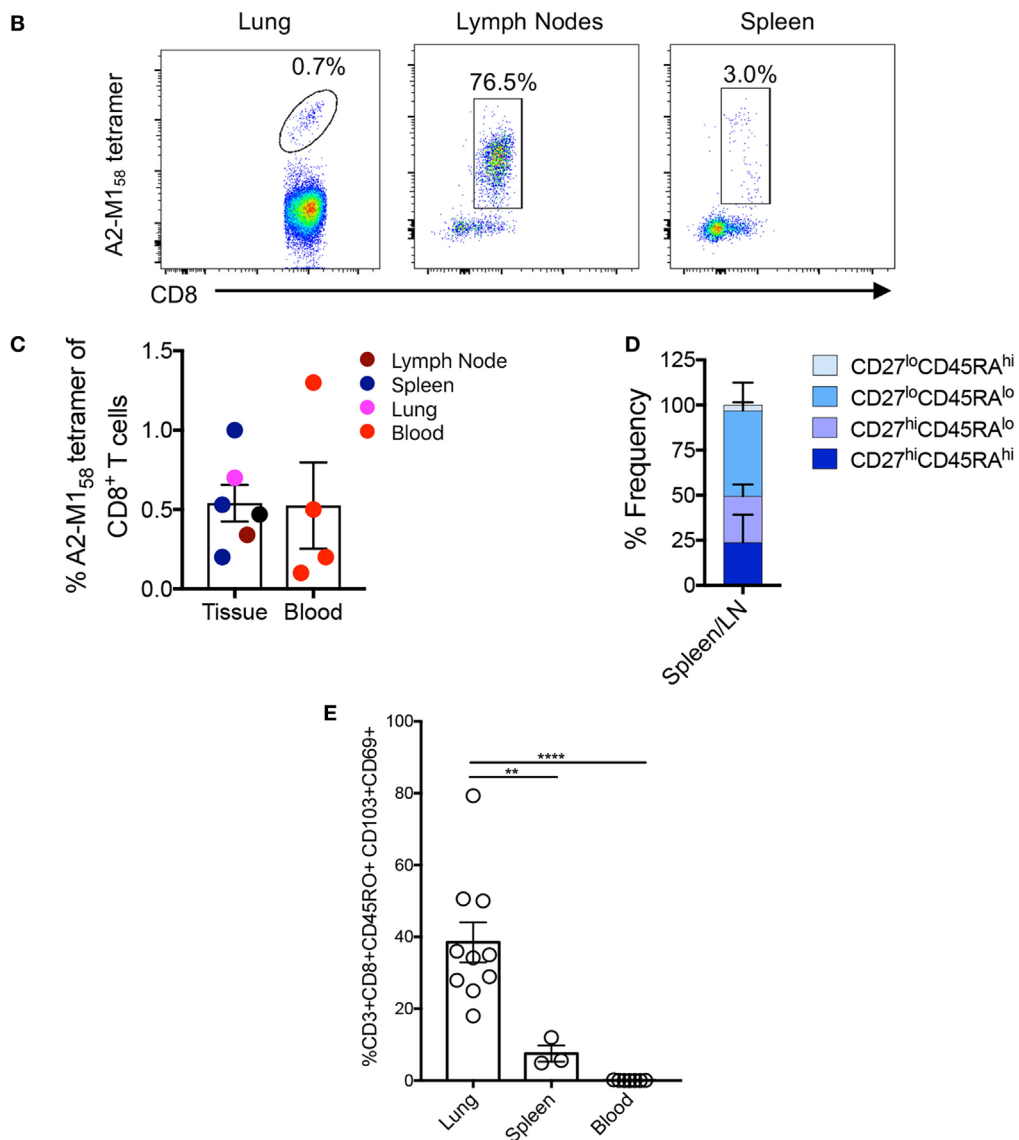 B
Lung
Lymph Nodes
Spleen
0.7%
76.5%
3.0%
A2-M1₅₈ tetramer
CD8
C
% A2-M1₅₈ tetramer of
CD8⁺ T cells
1.5
1.0
0.5
0.0
Tissue
Blood
Lymph Node
Spleen
Lung
Blood
D
% Frequency
125
100
75
50
25
0
Spleen/LN
CD27ˡᵒCD45RAʰⁱ
CD27ˡᵒCD45RAˡᵒ
CD27ʰⁱCD45RAˡᵒ
CD27ʰⁱCD45RAʰⁱ
E
%CD3+CD8+CD45RO+ CD103+CD69+
100
80
60
40
20
0
****
**
Lung
Spleen
Blood